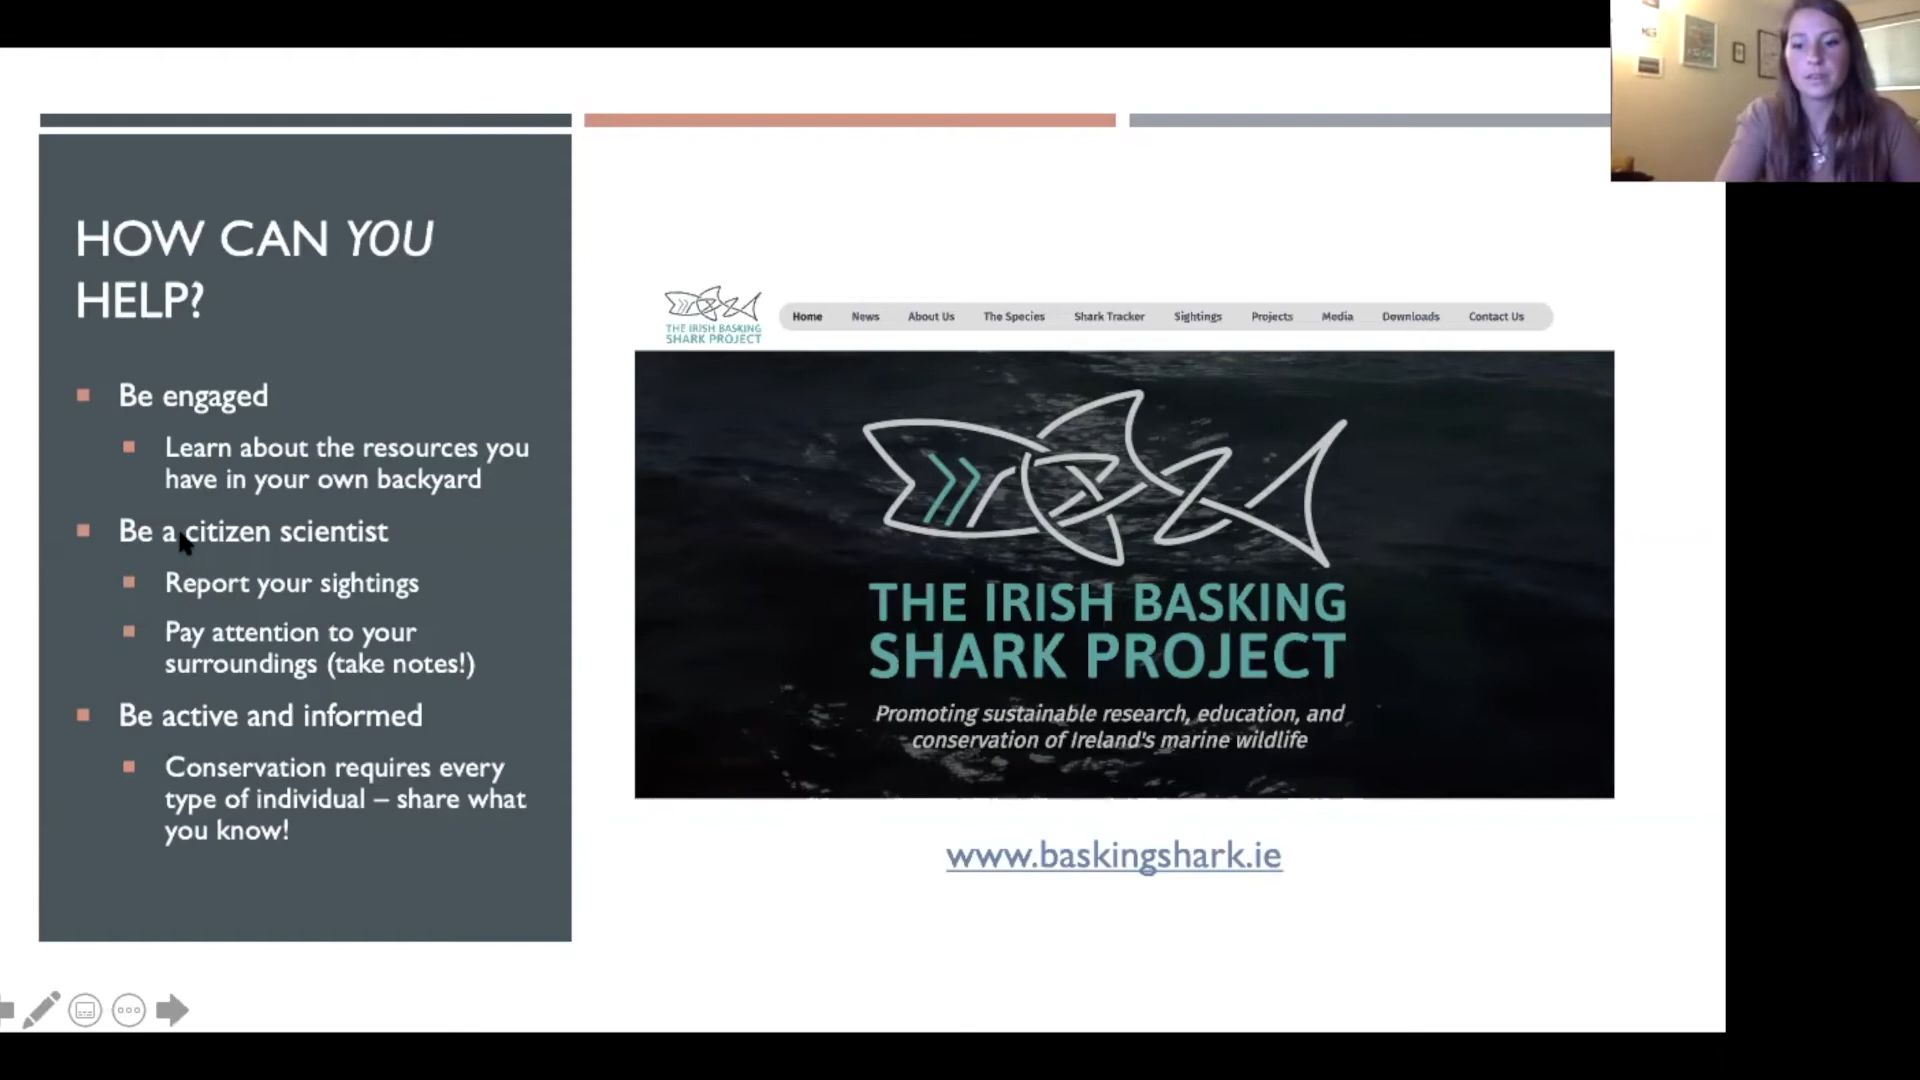 HOW CAN YOU
HELP?
Be engaged
Learn about the resources you
have in your own backyard
Be a citizen scientist
Report your sightings
Pay attention to your
surroundings (take notes!)
Be active and informed
Conservation requires every
type of individual – share what
you know!
THE IRISH BASKING
SHARK PROJECT
Home News About Us The Species Shark Tracker Sightings Projects Media Downloads Contact Us
THE IRISH BASKING
SHARK PROJECT
Promoting sustainable research, education, and
conservation of Ireland's marine wildlife
www.baskingshark.ie